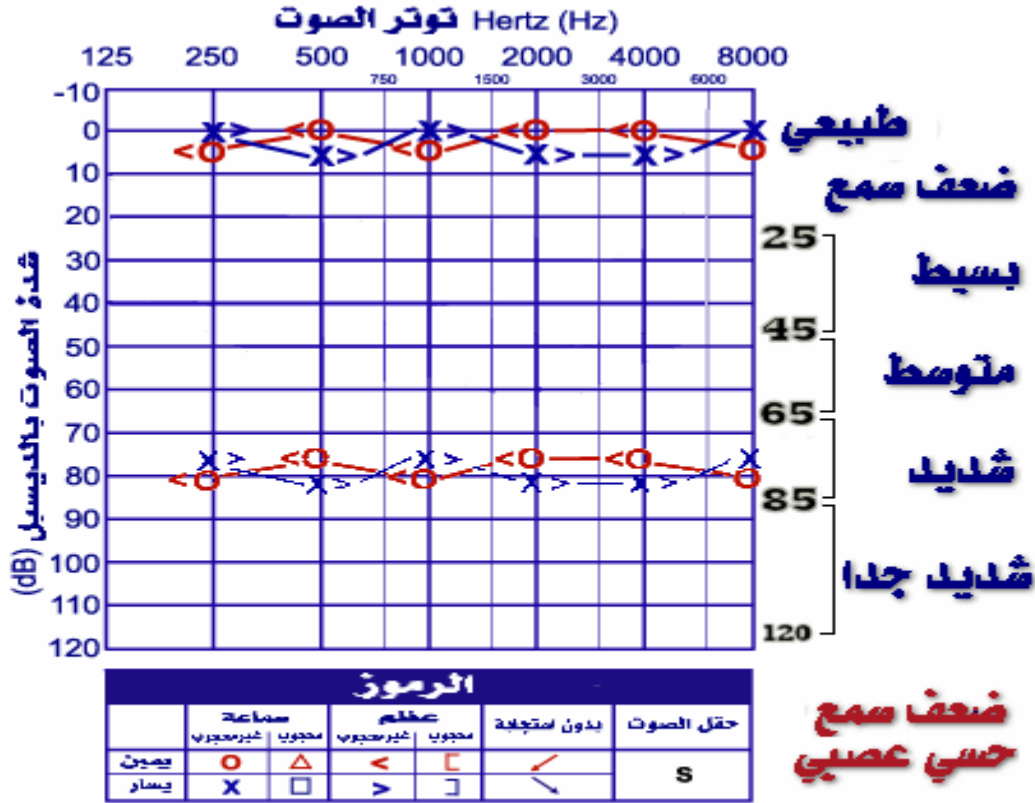 توتر الصوت Hertz (Hz)
125 250 500 1000 2000 4000 8000
750 1500 3000 6000
-10
0
10
20
30
40
50
60
70
80
90
100
110
120
شدة الصوت بالديسبل (dB)
طبيعي
ضعف سمع
25
بسيط
45
متوسط
65
شديد
85
شديد جدا
120
الرموز
سماعة عظم بدون استجابة حقل الصوت
غير محجوب محجوب غير محجوب محجوب
يمين O △ < [ ↙ S
يسار X □ > ] ↘
ضعف سمع
حسي عصبي